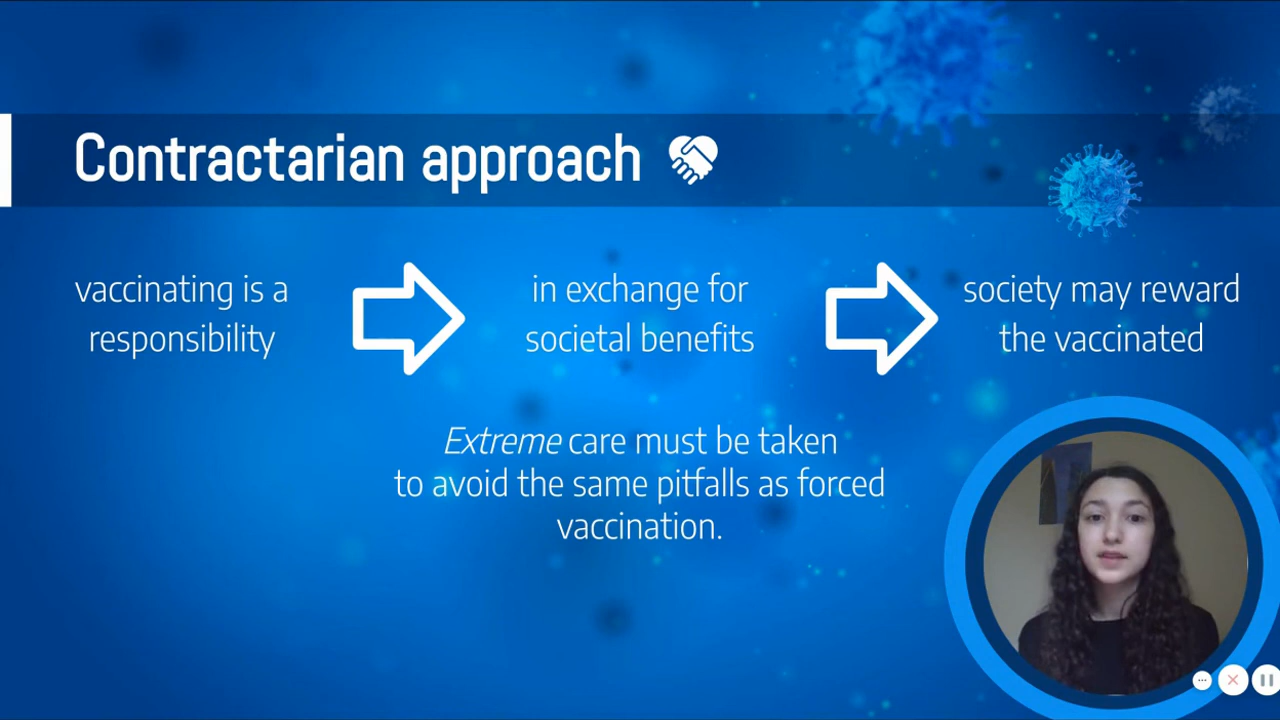 Contractarian approach
vaccinating is a
responsibility
in exchange for
societal benefits
society may reward
the vaccinated
Extreme care must be taken
to avoid the same pitfalls as forced
vaccination.